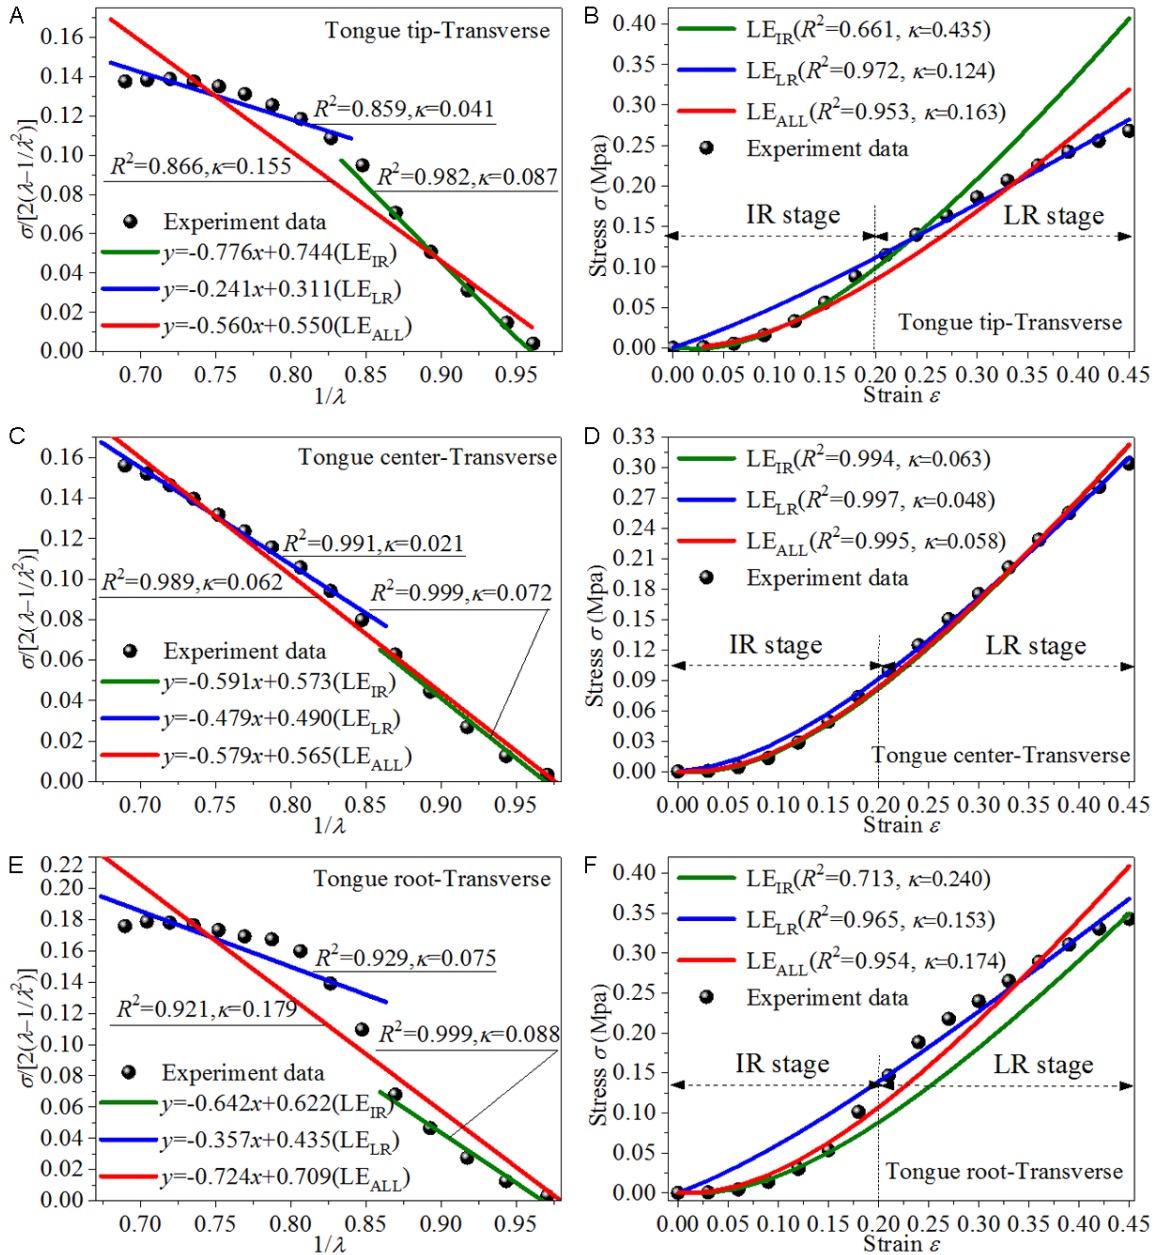 A
Tongue tip-Transverse
R²=0.859,κ=0.041
R²=0.866,κ=0.155
R²=0.982,κ=0.087
Experiment data
y=-0.776x+0.744(LE_IR)
y=-0.241x+0.311(LE_LR)
y=-0.560x+0.550(LE_ALL)
σ/[2(λ–1/λ²)]
0.16
0.14
0.12
0.10
0.08
0.06
0.04
0.02
0.00
0.70 0.75 0.80 0.85 0.90 0.95
1/λ
B
LE_IR(R²=0.661, κ=0.435)
LE_LR(R²=0.972, κ=0.124)
LE_ALL(R²=0.953, κ=0.163)
Experiment data
IR stage
LR stage
Tongue tip-Transverse
Stress σ (Mpa)
0.40
0.35
0.30
0.25
0.20
0.15
0.10
0.05
0.00
0.00 0.05 0.10 0.15 0.20 0.25 0.30 0.35 0.40 0.45
Strain ε
C
Tongue center-Transverse
R²=0.991,κ=0.021
R²=0.989,κ=0.062
R²=0.999,κ=0.072
Experiment data
y=-0.591x+0.573(LE_IR)
y=-0.479x+0.490(LE_LR)
y=-0.579x+0.565(LE_ALL)
σ/[2(λ–1/λ²)]
0.16
0.14
0.12
0.10
0.08
0.06
0.04
0.02
0.00
0.70 0.75 0.80 0.85 0.90 0.95
1/λ
D
LE_IR(R²=0.994, κ=0.063)
LE_LR(R²=0.997, κ=0.048)
LE_ALL(R²=0.995, κ=0.058)
Experiment data
IR stage
LR stage
Tongue center-Transverse
Stress σ (Mpa)
0.33
0.30
0.27
0.24
0.21
0.18
0.15
0.12
0.09
0.06
0.03
0.00
0.00 0.05 0.10 0.15 0.20 0.25 0.30 0.35 0.40 0.45
Strain ε
E
Tongue root-Transverse
R²=0.929,κ=0.075
R²=0.921,κ=0.179
R²=0.999,κ=0.088
Experiment data
y=-0.642x+0.622(LE_IR)
y=-0.357x+0.435(LE_LR)
y=-0.724x+0.709(LE_ALL)
σ/[2(λ–1/λ²)]
0.22
0.20
0.18
0.16
0.14
0.12
0.10
0.08
0.06
0.04
0.02
0.00
0.70 0.75 0.80 0.85 0.90 0.95
1/λ
F
LE_IR(R²=0.713, κ=0.240)
LE_LR(R²=0.965, κ=0.153)
LE_ALL(R²=0.954, κ=0.174)
Experiment data
IR stage
LR stage
Tongue root-Transverse
Stress σ (Mpa)
0.40
0.35
0.30
0.25
0.20
0.15
0.10
0.05
0.00
0.00 0.05 0.10 0.15 0.20 0.25 0.30 0.35 0.40 0.45
Strain ε